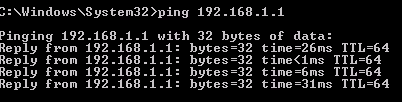 C:\Windows\System32>ping 192.168.1.1
Pinging 192.168.1.1 with 32 bytes of data:
Reply from 192.168.1.1: bytes=32 time=26ms TTL=64
Reply from 192.168.1.1: bytes=32 time<1ms TTL=64
Reply from 192.168.1.1: bytes=32 time=6ms TTL=64
Reply from 192.168.1.1: bytes=32 time=31ms TTL=64